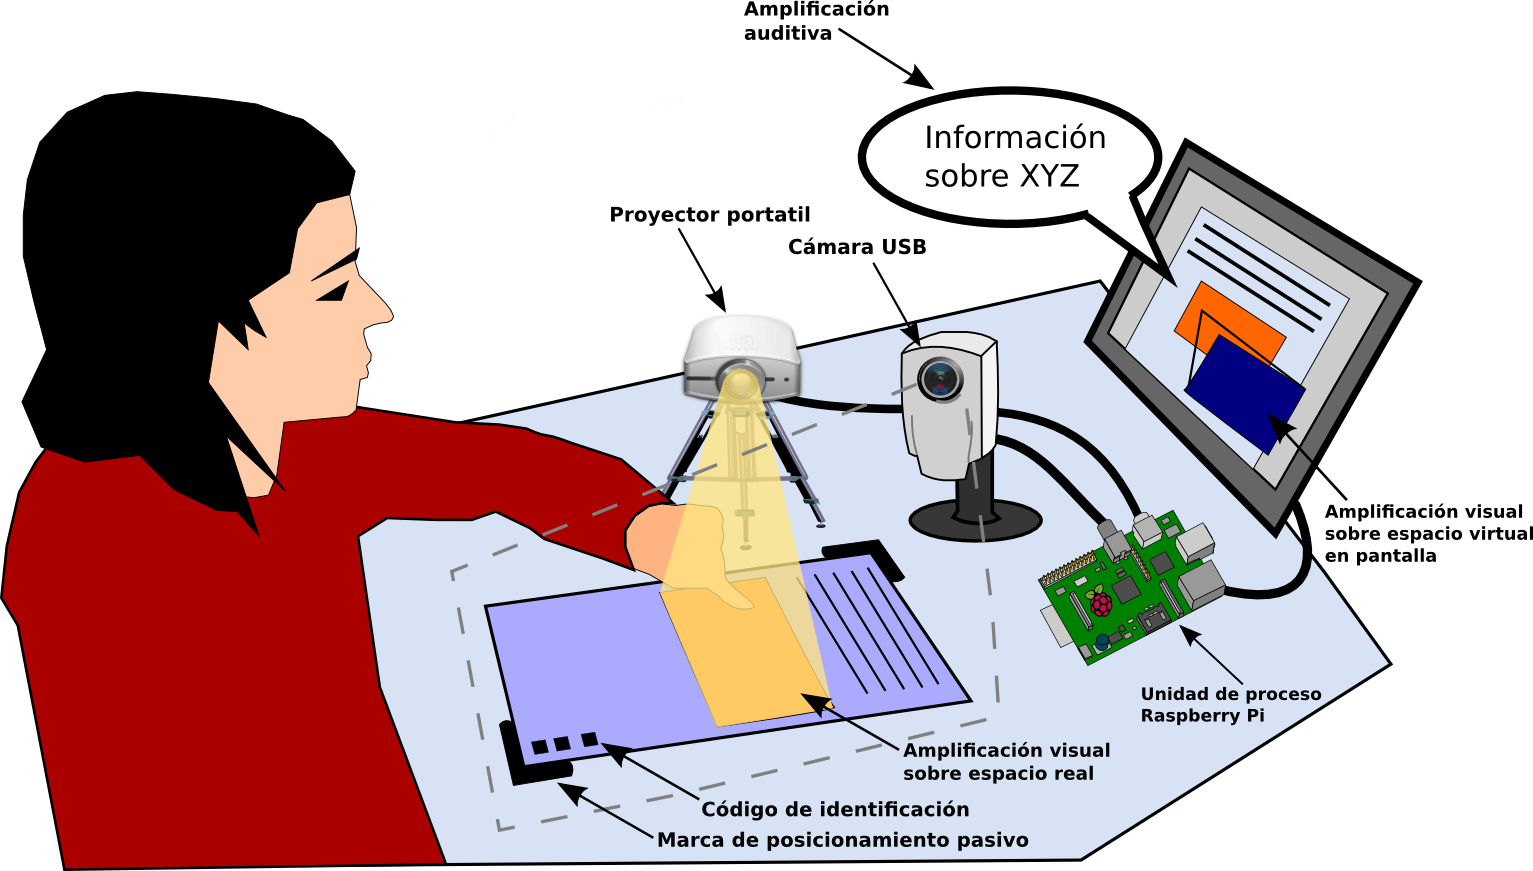 Amplificación
auditiva
Información
sobre XYZ
Proyector portatil
Cámara USB
Amplificación visual
sobre espacio virtual
en pantalla
Unidad de proceso
Raspberry Pi
Amplificación visual
sobre espacio real
Código de identificación
Marca de posicionamiento pasivo